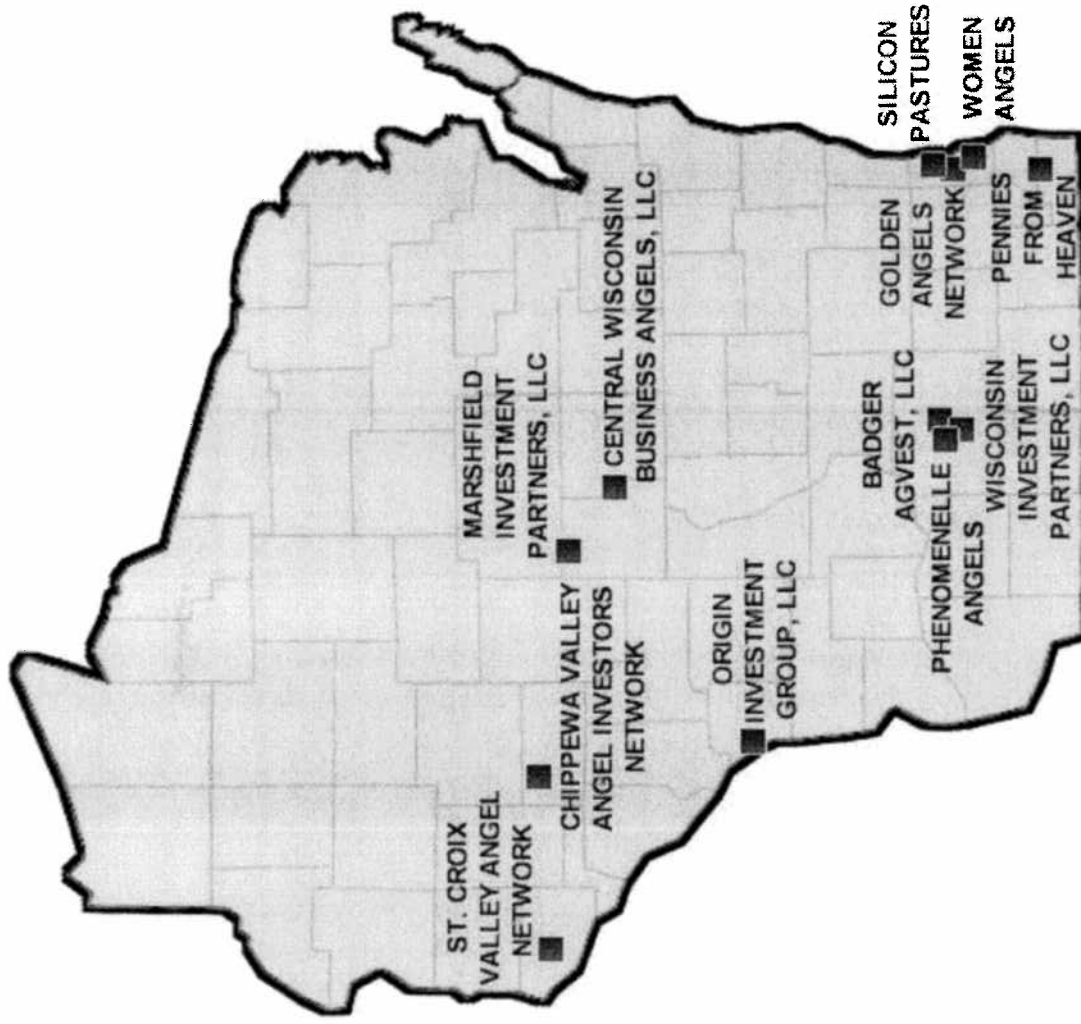 ST. CROIX
VALLEY ANGEL
NETWORK
CHIPPEWA VALLEY
ANGEL INVESTORS
NETWORK
MARSHFIELD
INVESTMENT
PARTNERS, LLC
CENTRAL WISCONSIN
BUSINESS ANGELS, LLC
ORIGIN
INVESTMENT
GROUP, LLC
BADGER
AGVEST, LLC
PHENOMENELLE
ANGELS
WISCONSIN
INVESTMENT
PARTNERS, LLC
GOLDEN
ANGELS
NETWORK
SILICON
PASTURES
WOMEN
ANGELS
PENNIES
FROM
HEAVEN